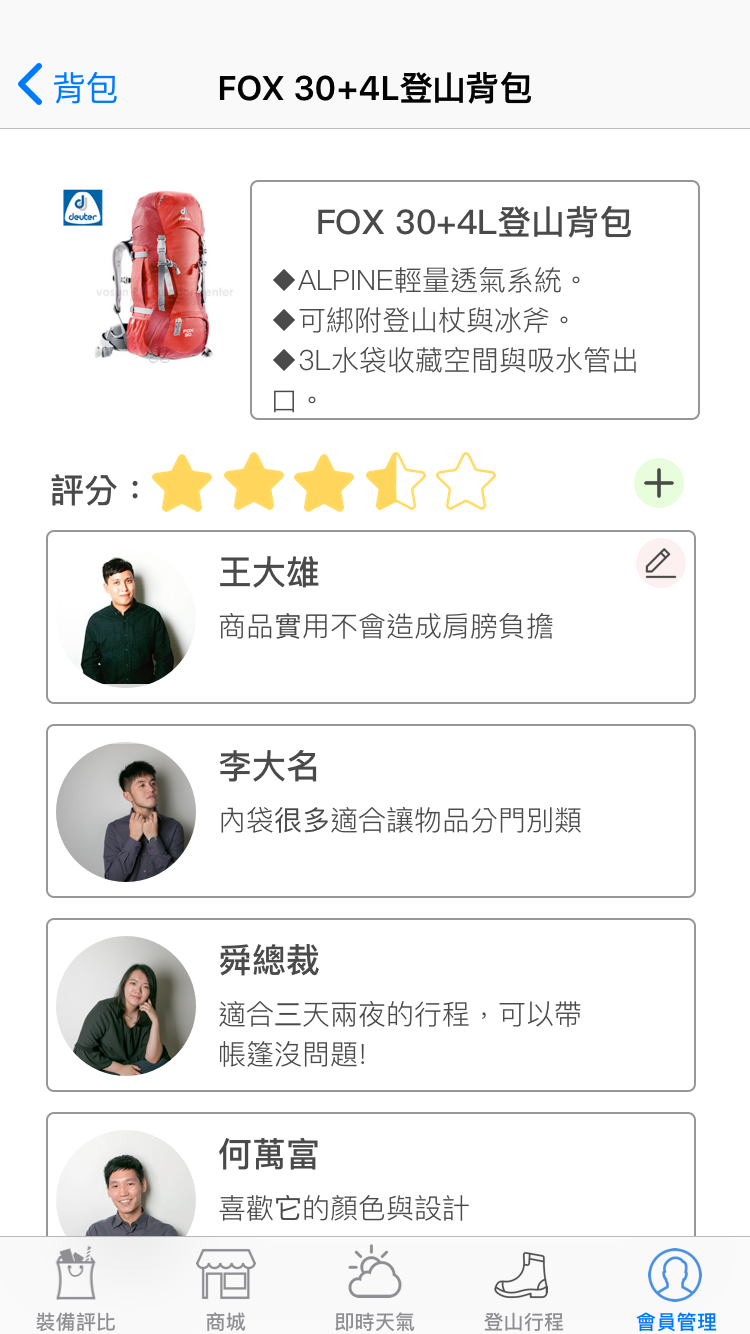 背包
FOX 30+4L登山背包
deuter
FOX 30+4L登山背包
◆ALPINE輕量透氣系統。
◆可綁附登山杖與冰斧。
◆3L水袋收藏空間與吸水管出
口。
評分：
王大雄
商品實用不會造成肩膀負擔
李大名
內袋很多適合讓物品分門別類
舜總裁
適合三天兩夜的行程，可以帶
帳篷沒問題!
何萬富
喜歡它的顏色與設計
裝備評比
商城
即時天氣
登山行程
會員管理